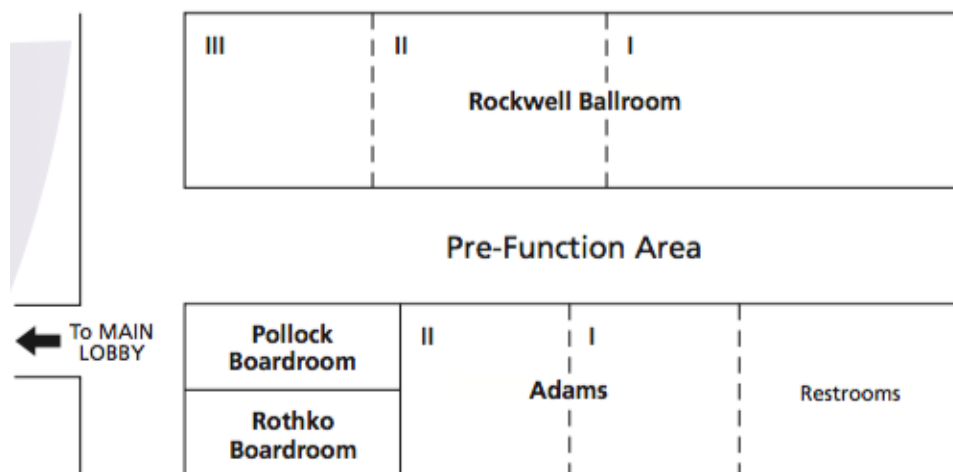 III
II
I
Rockwell Ballroom
Pre-Function Area
To MAIN
LOBBY
Pollock
Boardroom
II
I
Adams
Restrooms
Rothko
Boardroom